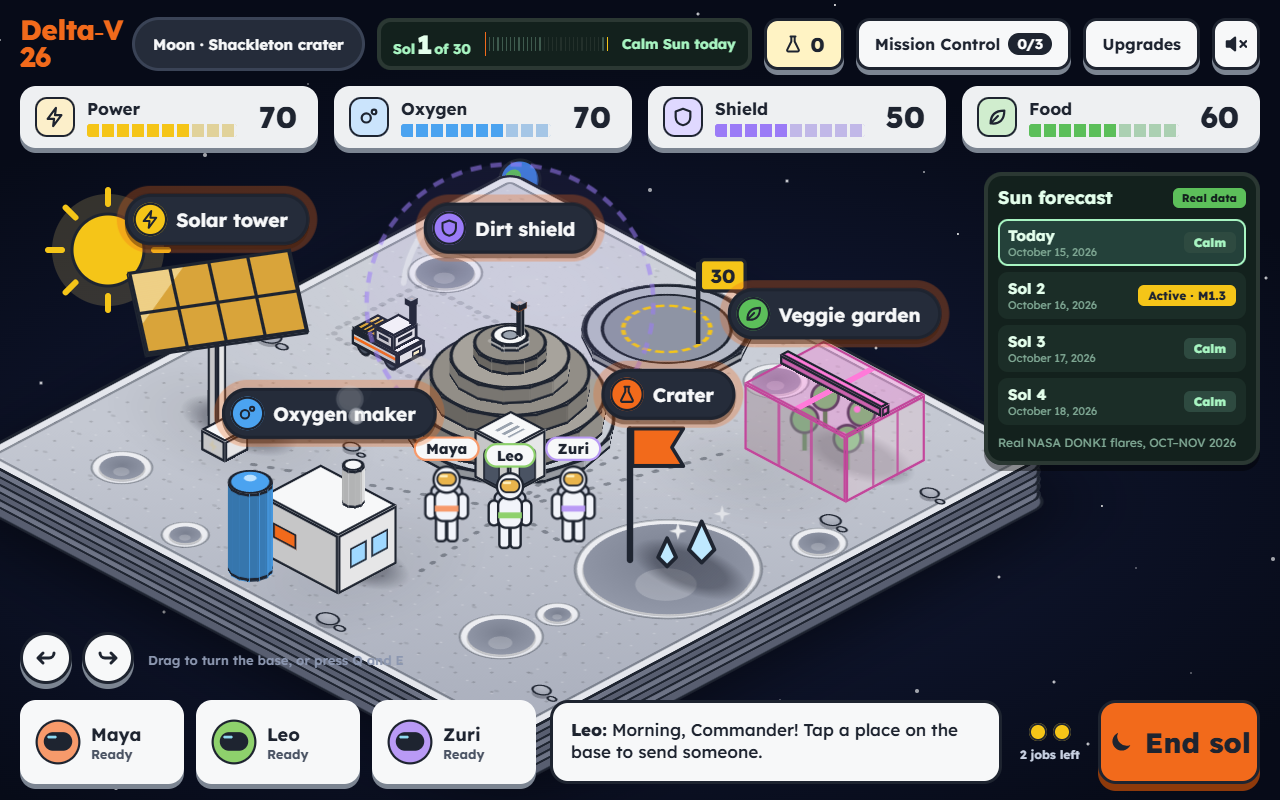 Delta-V
26
Moon · Shackleton crater
Sol 1 of 30
Calm Sun today
0
Mission Control 0/3
Upgrades
Power 70
Oxygen 70
Shield 50
Food 60
Solar tower
Dirt shield
30
Veggie garden
Oxygen maker
Crater
Maya
Leo
Zuri
Sun forecast
Real data
Today
October 15, 2026
Calm
Sol 2
October 16, 2026
Active · M1.3
Sol 3
October 17, 2026
Calm
Sol 4
October 18, 2026
Calm
Real NASA DONKI flares, OCT–NOV 2026
Drag to turn the base, or press Q and E
Maya
Ready
Leo
Ready
Zuri
Ready
Leo: Morning, Commander! Tap a place on the
base to send someone.
2 jobs left
End sol